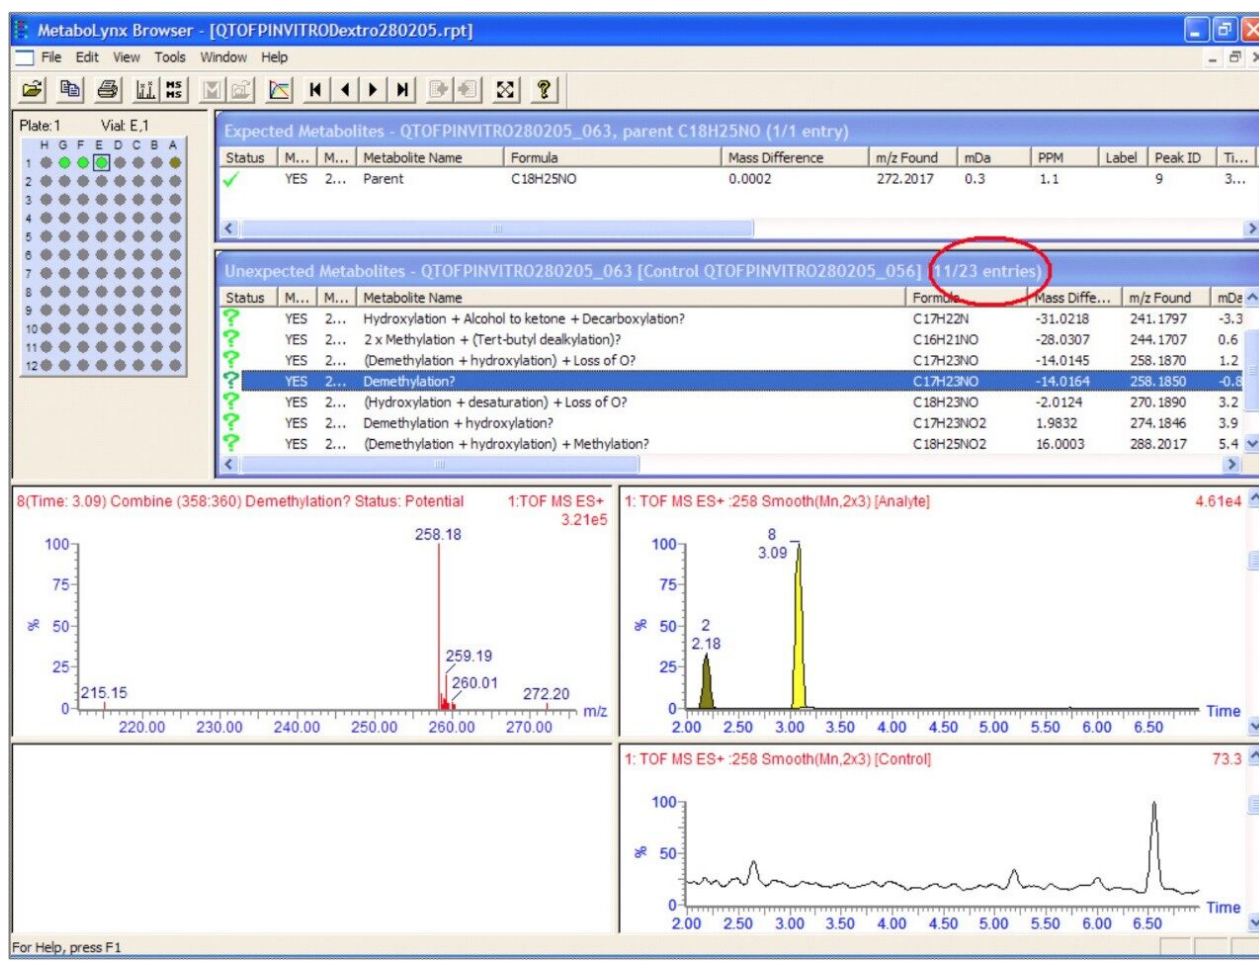 MetaboLynx Browser - [QTOFPINVITRODextro280205.rpt]
File Edit View Tools Window Help
MS
MS
Plate:1 Vial: E,1
H G F E D C B A
1
2
3
4
5
6
7
8
9
10
11
12
Expected Metabolites - QTOFPINVITRO280205_063, parent C18H25NO (1/1 entry)
Status M... M... Metabolite Name Formula Mass Difference m/z Found mDa PPM Label Peak ID Ti...
YES 2... Parent C18H25NO 0.0002 272.2017 0.3 1.1 9 3...
Unexpected Metabolites - QTOFPINVITRO280205_063 [Control QTOFPINVITRO280205_056] (11/23 entries)
Status M... M... Metabolite Name Formula Mass Diffe... m/z Found mDa
? YES 2... Hydroxylation + Alcohol to ketone + Decarboxylation? C17H22N -31.0218 241.1797 -3.3
? YES 2... 2 x Methylation + (Tert-butyl dealkylation)? C16H21NO -28.0307 244.1707 0.6
? YES 2... (Demethylation + hydroxylation) + Loss of O? C17H23NO -14.0145 258.1870 1.2
? YES 2... Demethylation? C17H23NO -14.0164 258.1850 -0.8
? YES 2... (Hydroxylation + desaturation) + Loss of O? C18H23NO -2.0124 270.1890 3.2
? YES 2... Demethylation + hydroxylation? C17H23NO2 1.9832 274.1846 3.9
? YES 2... (Demethylation + hydroxylation) + Methylation? C18H25NO2 16.0003 288.2017 5.4
8(Time: 3.09) Combine (358:360) Demethylation? Status: Potential 1:TOF MS ES+
3.21e5
258.18
100
75
% 50
25
0
259.19
260.01
215.15
272.20
m/z
220.00 230.00 240.00 250.00 260.00 270.00
1: TOF MS ES+ :258 Smooth(Mn,2x3) [Analyte] 4.61e4
8
3.09
100
75
% 50
25
0
2
2.18
Time
2.00 2.50 3.00 3.50 4.00 4.50 5.00 5.50 6.00 6.50
1: TOF MS ES+ :258 Smooth(Mn,2x3) [Control] 73.3
100
% 50
0
Time
2.00 2.50 3.00 3.50 4.00 4.50 5.00 5.50 6.00 6.50
For Help, press F1